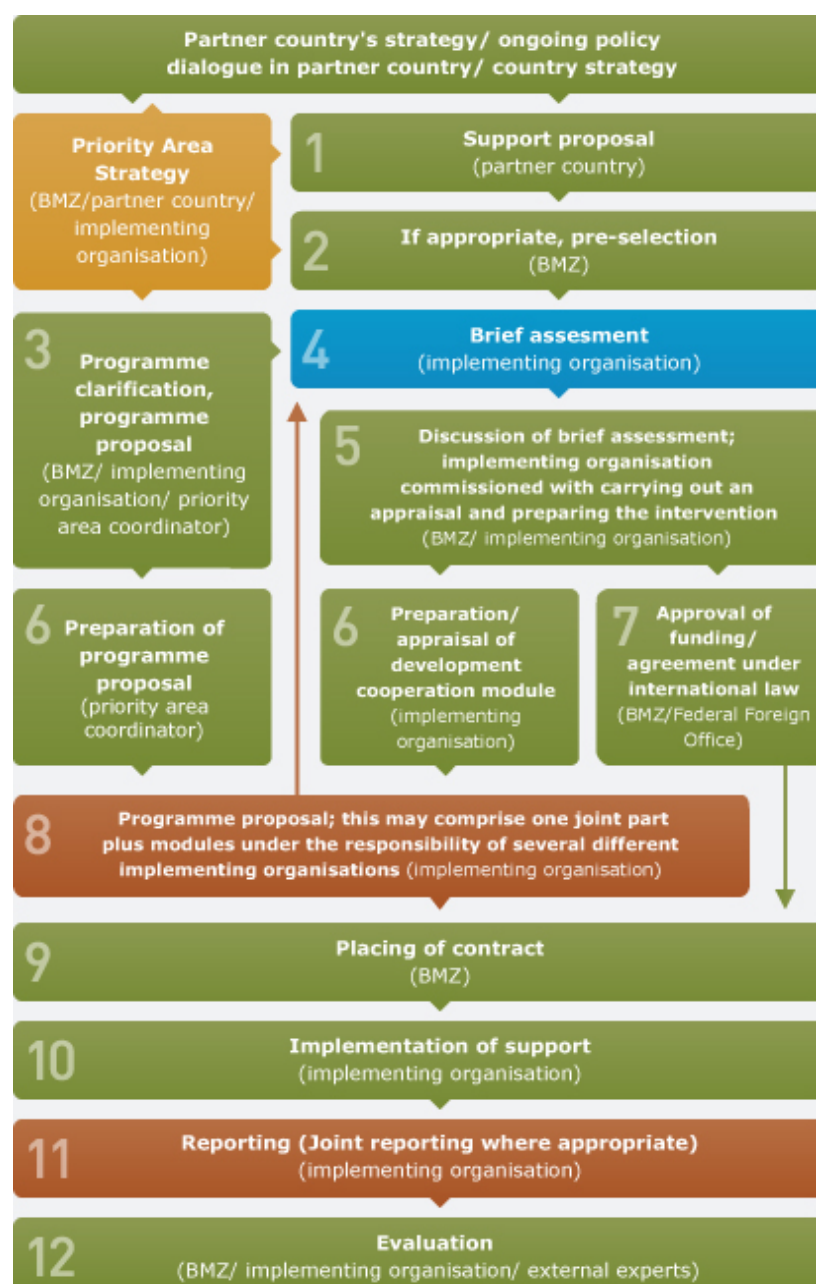 Partner country's strategy/ ongoing policy
dialogue in partner country/ country strategy
Priority Area
Strategy
(BMZ/partner country/
implementing
organisation)
1
Support proposal
(partner country)
2
If appropriate, pre-selection
(BMZ)
3
Programme
clarification,
programme
proposal
(BMZ/ implementing
organisation/ priority
area coordinator)
4
Brief assesment
(implementing organisation)
5
Discussion of brief assessment;
implementing organisation
commissioned with carrying out an
appraisal and preparing the intervention
(BMZ/ implementing organisation)
6
Preparation of
programme
proposal
(priority area
coordinator)
6
Preparation/
appraisal of
development
cooperation module
(implementing
organisation)
7
Approval of
funding/
agreement under
international law
(BMZ/Federal Foreign
Office)
8
Programme proposal; this may comprise one joint part
plus modules under the responsibility of several different
implementing organisations (implementing organisation)
9
Placing of contract
(BMZ)
10
Implementation of support
(implementing organisation)
11
Reporting (Joint reporting where appropriate)
(implementing organisation)
12
Evaluation
(BMZ/ implementing organisation/ external experts)